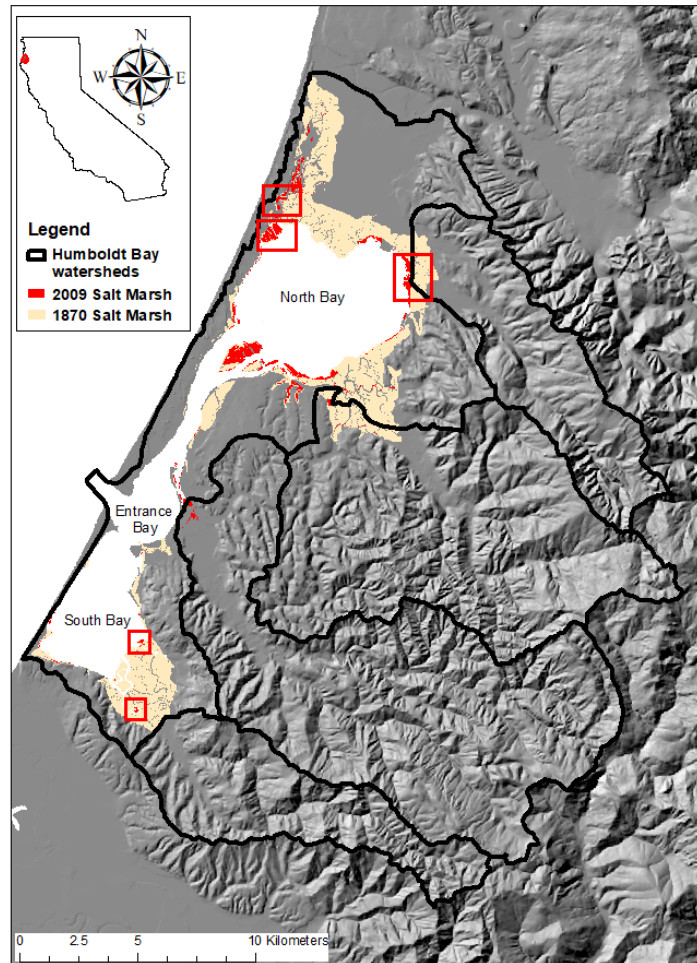 N
W E
S
Legend
Humboldt Bay
watersheds
2009 Salt Marsh
1870 Salt Marsh
North Bay
Entrance
Bay
South Bay
0 2.5 5 10 Kilometers